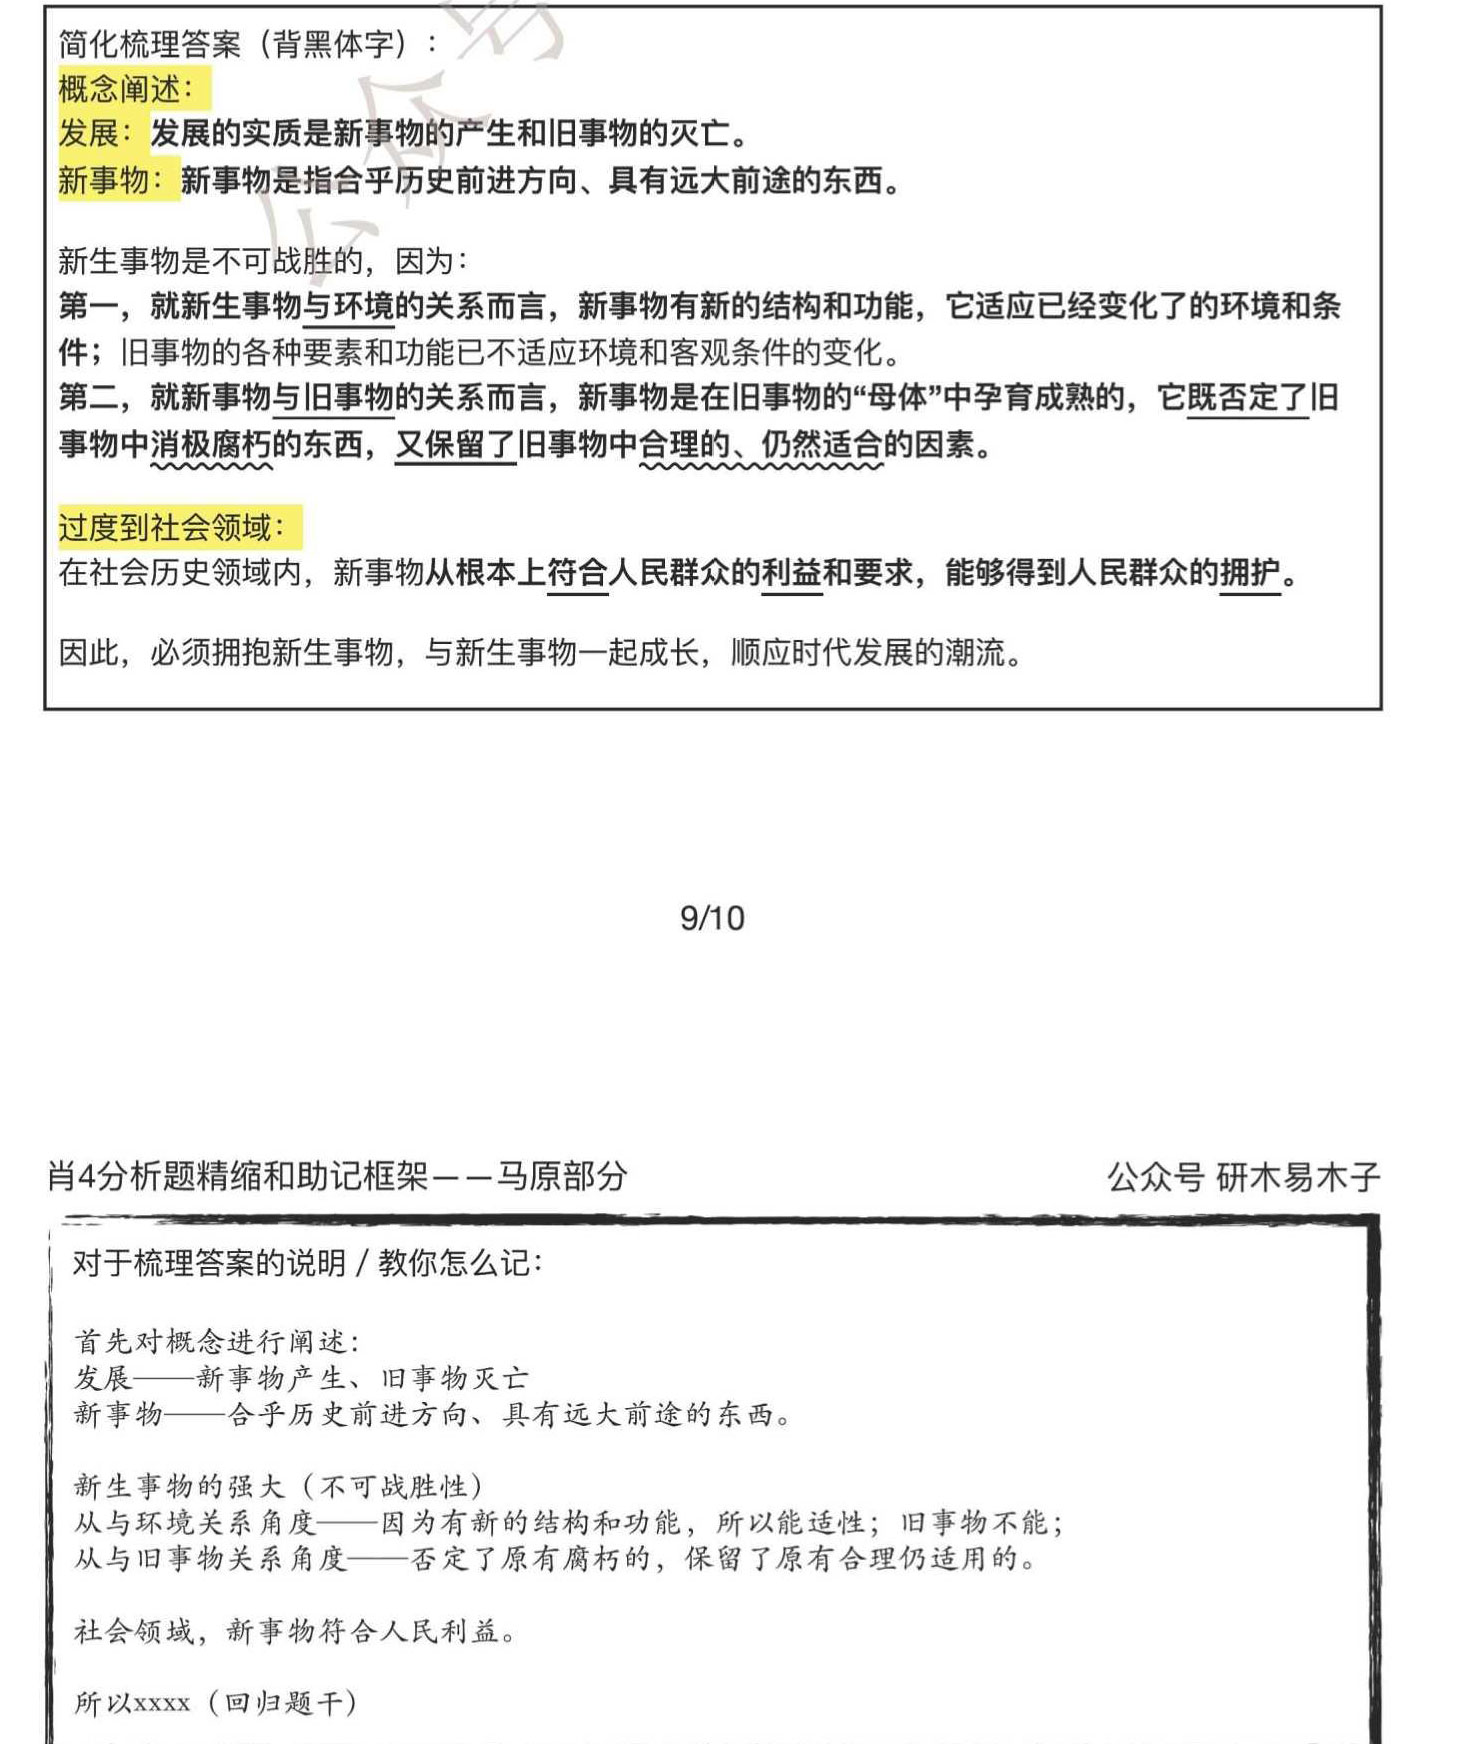 简化梳理答案（背黑体字）：
概念阐述：
发展：发展的实质是新事物的产生和旧事物的灭亡。
新事物：新事物是指合乎历史前进方向、具有远大前途的东西。
新生事物是不可战胜的，因为：
第一，就新生事物与环境的关系而言，新事物有新的结构和功能，它适应已经变化了的环境和条
件；旧事物的各种要素和功能已不适应环境和客观条件的变化。
第二，就新事物与旧事物的关系而言，新事物是在旧事物的“母体”中孕育成熟的，它既否定了旧
事物中消极腐朽的东西，又保留了旧事物中合理的、仍然适合的因素。
过度到社会领域：
在社会历史领域内，新事物从根本上符合人民群众的利益和要求，能够得到人民群众的拥护。
因此，必须拥抱新生事物，与新生事物一起成长，顺应时代发展的潮流。
公众号
9/10
肖4分析题精缩和助记框架——马原部分
公众号 研木易木子
对于梳理答案的说明 / 教你怎么记：
首先对概念进行阐述：
发展——新事物产生、旧事物灭亡
新事物——合乎历史前进方向、具有远大前途的东西。
新生事物的强大（不可战胜性）
从与环境关系角度——因为有新的结构和功能，所以能适性；旧事物不能；
从与旧事物关系角度——否定了原有腐朽的，保留了原有合理仍适用的。
社会领域，新事物符合人民利益。
所以xxxx（回归题干）